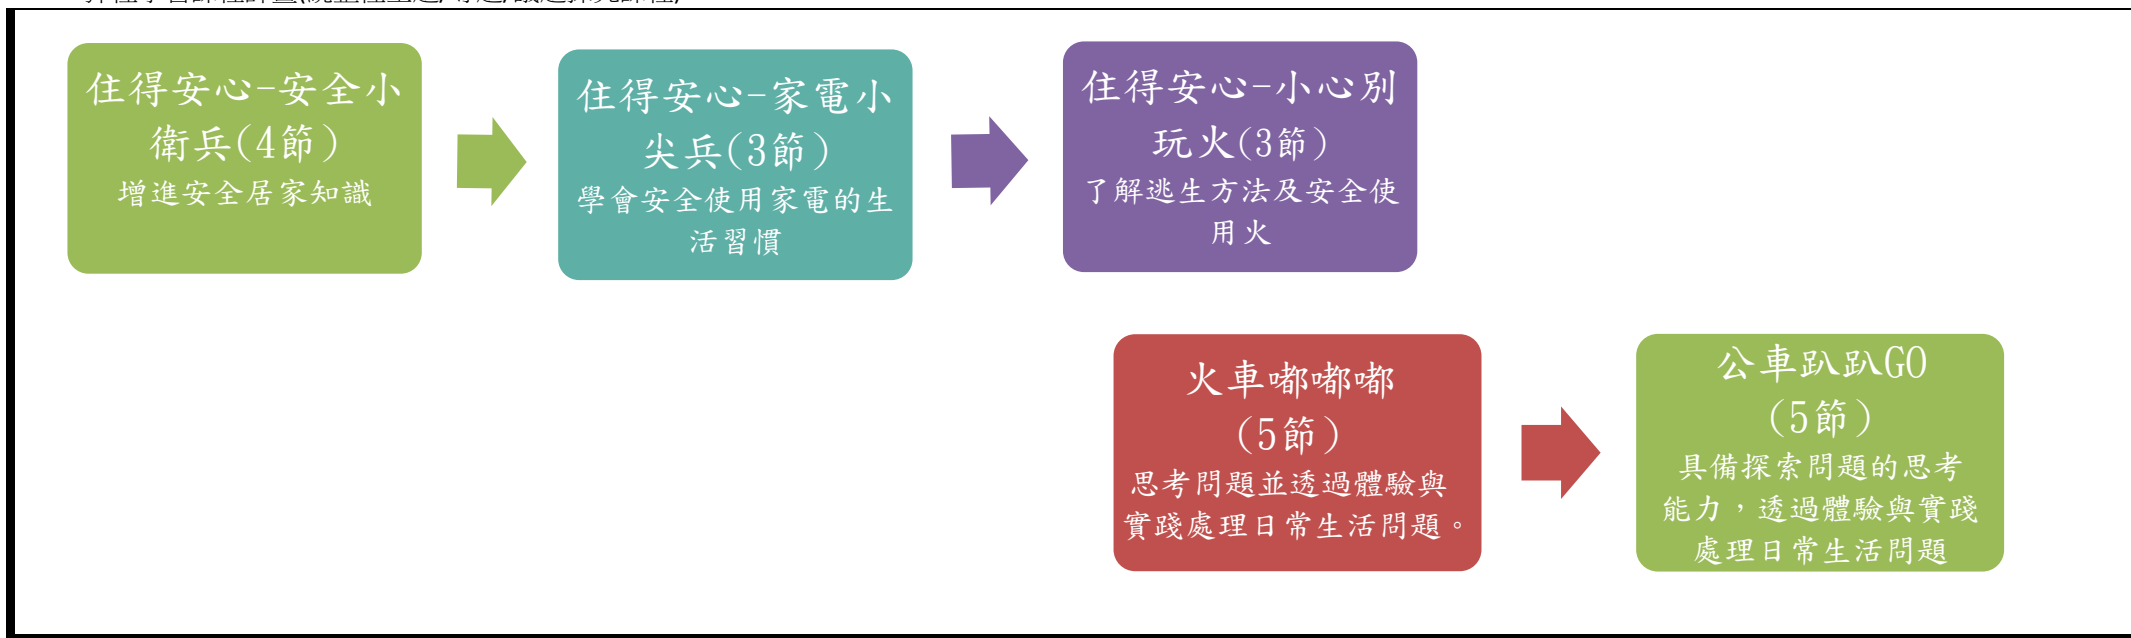 住得安心-安全小
衛兵(4節)
增進安全居家知識
住得安心-家電小
尖兵(3節)
學會安全使用家電的生
活習慣
住得安心-小心別
玩火(3節)
了解逃生方法及安全使
用火
火車嘟嘟嘟
(5節)
思考問題並透過體驗與
實踐處理日常生活問題。
公車趴趴GO
(5節)
具備探索問題的思考
能力，透過體驗與實踐
處理日常生活問題